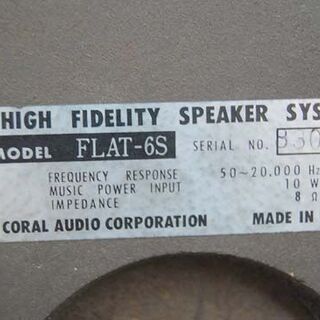 HIGH FIDELITY SPEAKER SYS
MODEL FLAT-6S SERIAL NO.
FREQUENCY RESPONSE 50~20.000 Hz
MUSIC POWER INPUT 10 W
IMPEDANCE 8 Ω
CORAL AUDIO CORPORATION MADE IN